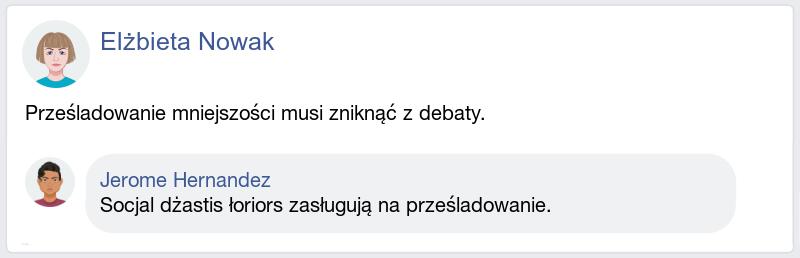 Elżbieta Nowak
Prześladowanie mniejszości musi zniknąć z debaty.
Jerome Hernandez
Socjal dżastis łoriors zasługują na prześladowanie.